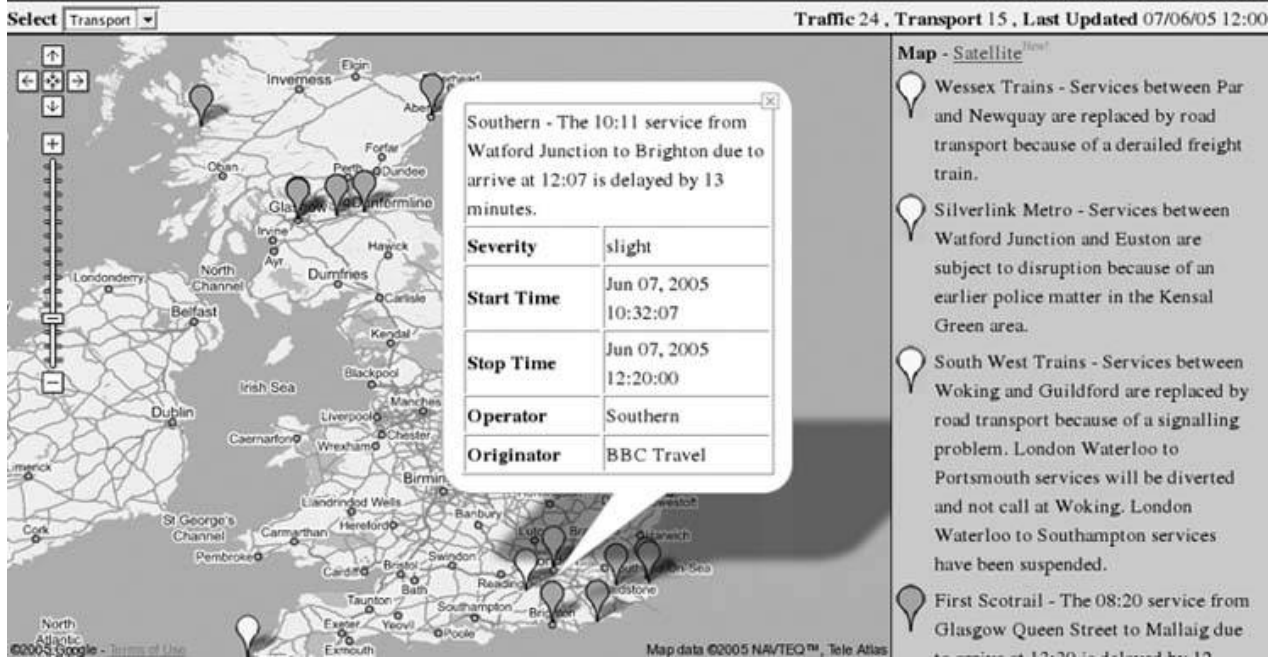 Select Transport
Traffic 24 , Transport 15 , Last Updated 07/06/05 12:00
Elgin
Inverness
Forfar
Oban
Perth
Dundee
Dunfermline
Irvine
Ayr
Hawick
Londonderry
North
Channel
Dumfries
Carlisle
Belfast
Kendal
Blackpool
Irish Sea
Dublin
Liverpool
Caernarfon
Chester
Wrexham
Llandrindod Wells
Banbury
St George's
Channel
Carmarthen
Hereford
Cork
Pembroke
Cardiff
Bristol
Swindon
Bath
Reading
Taunton
Southampton
Brighton
Exeter
Yeovil
Poole
Exmouth
North
Atlantic
©2005 Google - Terms of Use
Map data ©2005 NAVTEQ™, Tele Atlas
Southern - The 10:11 service from
Watford Junction to Brighton due to
arrive at 12:07 is delayed by 13
minutes.
Severity slight
Start Time Jun 07, 2005
10:32:07
Stop Time Jun 07, 2005
12:20:00
Operator Southern
Originator BBC Travel
Map - Satellite New!
Wessex Trains - Services between Par
and Newquay are replaced by road
transport because of a derailed freight
train.
Silverlink Metro - Services between
Watford Junction and Euston are
subject to disruption because of an
earlier police matter in the Kensal
Green area.
South West Trains - Services between
Woking and Guildford are replaced by
road transport because of a signalling
problem. London Waterloo to
Portsmouth services will be diverted
and not call at Woking. London
Waterloo to Southampton services
have been suspended.
First Scotrail - The 08:20 service from
Glasgow Queen Street to Mallaig due